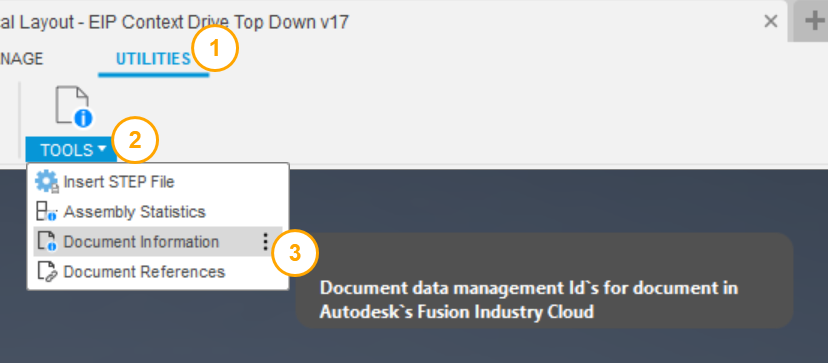 al Layout - EIP Context Drive Top Down v17
NAGE
UTILITIES
1
TOOLS
2
Insert STEP File
Assembly Statistics
Document Information
3
Document References
Document data management Id`s for document in
Autodesk`s Fusion Industry Cloud